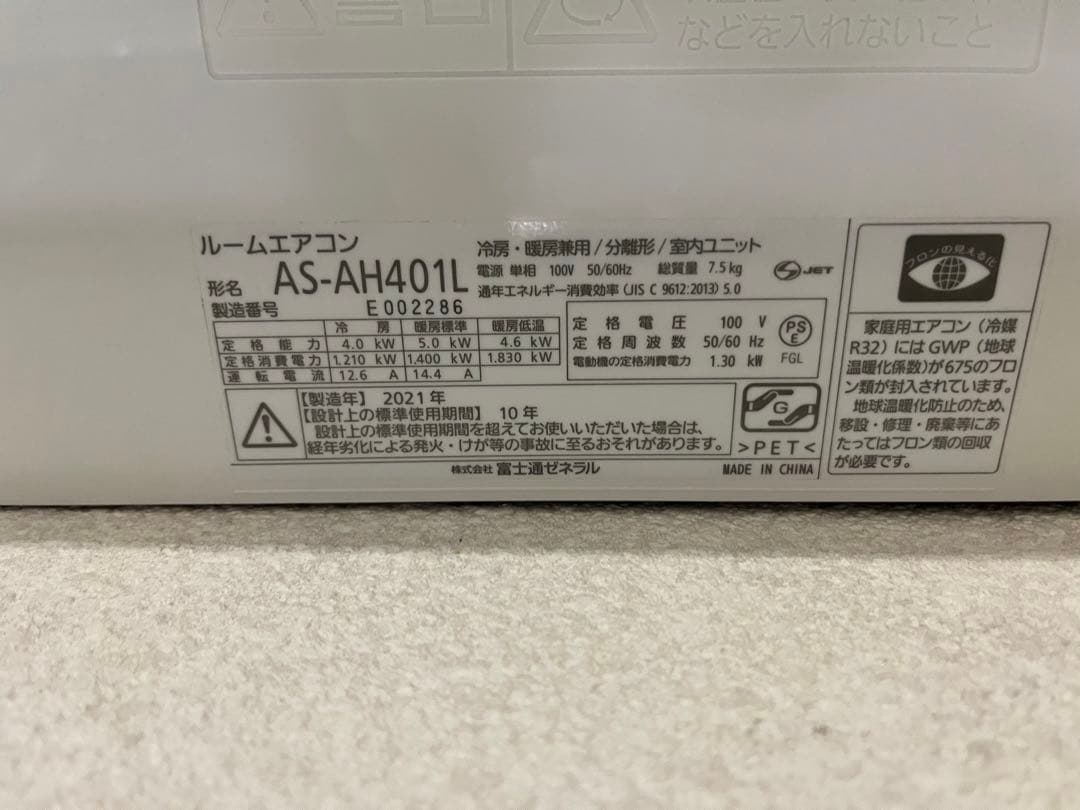 などを入れないこと
ルームエアコン
形名 AS-AH401L
製造番号 E002286
冷房・暖房兼用/分離形/室内ユニット
電源 単相 100V 50/60Hz 総質量 7.5kg
通年エネルギー消費効率 (JIS C 9612:2013) 5.0
JET
冷房 暖房標準 暖房低温
定格能力 4.0 kW 5.0 kW 4.6 kW
定格消費電力 1.210 kW 1,400 kW 1.830 kW
運転電流 12.6 A 14.4 A
定格電圧 100 V
定格周波数 50/60 Hz
電動機の定格消費電力 1.30 kW
PS
E
FGL
【製造年】 2021年
【設計上の標準使用期間】 10年
設計上の標準使用期間を超えてお使いいただいた場合は、
経年劣化による発火・けが等の事故に至るおそれがあります。
G
>PET<
株式会社 富士通ゼネラル
MADE IN CHINA
フロンの見える化
家庭用エアコン（冷媒
R32）にはGWP（地球
温暖化係数）が675のフロ
ン類が封入されています。
地球温暖化防止のため、
移設・修理・廃棄等にあ
たってはフロン類の回収
が必要です。